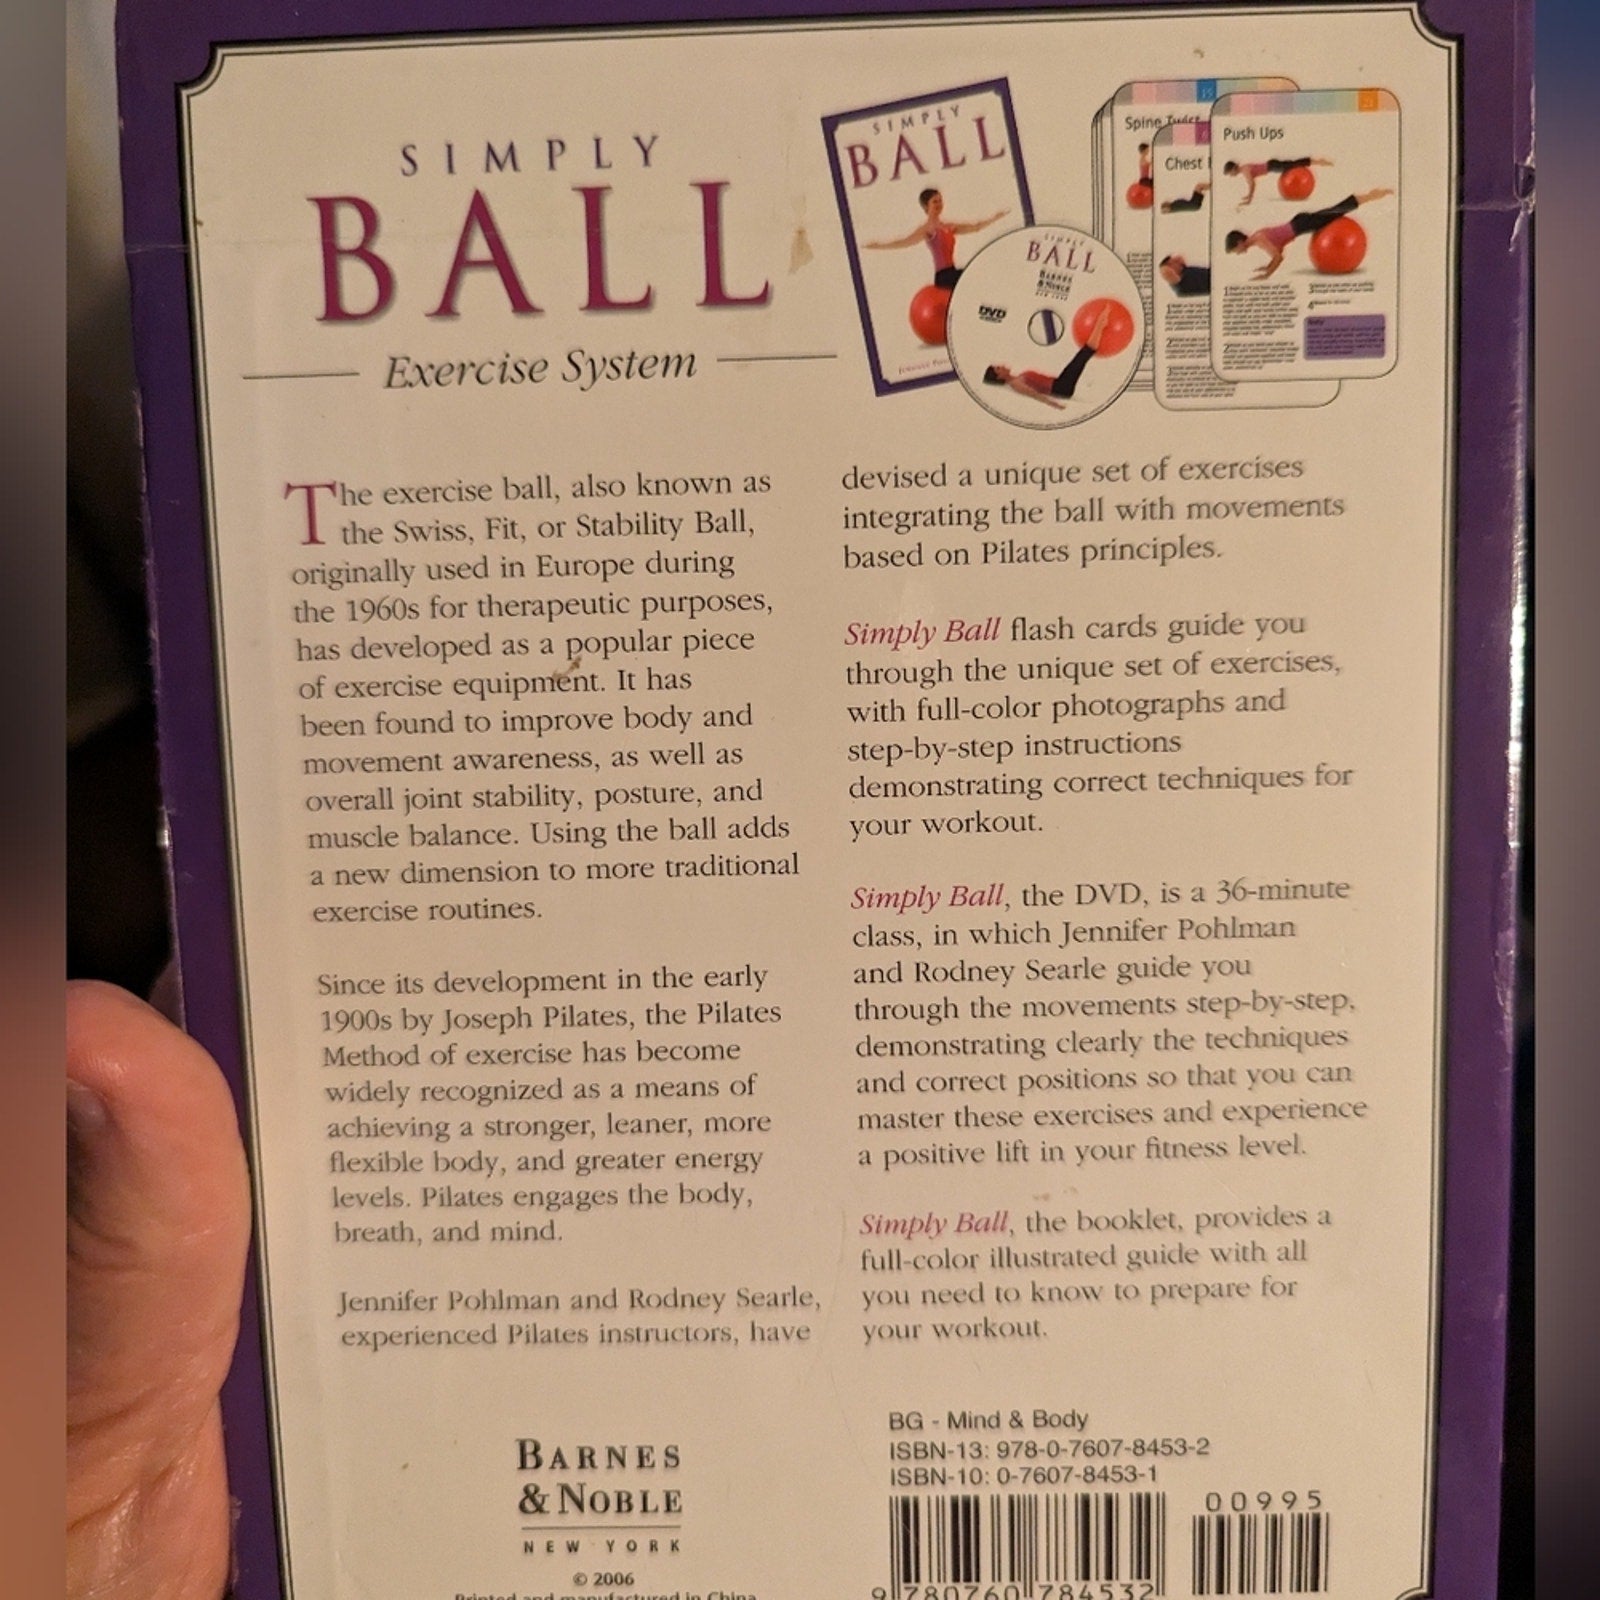 SIMPLY
BALL
Exercise System
SIMPLY
BALL
SIMPLY
BALL
BARNES
& NOBLE
DVD
15
Spine Twist
Chest
21
Push Ups
The exercise ball, also known as
the Swiss, Fit, or Stability Ball,
originally used in Europe during
the 1960s for therapeutic purposes,
has developed as a popular piece
of exercise equipment. It has
been found to improve body and
movement awareness, as well as
overall joint stability, posture, and
muscle balance. Using the ball adds
a new dimension to more traditional
exercise routines.
Since its development in the early
1900s by Joseph Pilates, the Pilates
Method of exercise has become
widely recognized as a means of
achieving a stronger, leaner, more
flexible body, and greater energy
levels. Pilates engages the body,
breath, and mind.
Jennifer Pohlman and Rodney Searle,
experienced Pilates instructors, have
devised a unique set of exercises
integrating the ball with movements
based on Pilates principles.
Simply Ball flash cards guide you
through the unique set of exercises,
with full-color photographs and
step-by-step instructions
demonstrating correct techniques for
your workout.
Simply Ball, the DVD, is a 36-minute
class, in which Jennifer Pohlman
and Rodney Searle guide you
through the movements step-by-step,
demonstrating clearly the techniques
and correct positions so that you can
master these exercises and experience
a positive lift in your fitness level.
Simply Ball, the booklet, provides a
full-color illustrated guide with all
you need to know to prepare for
your workout.
BARNES
& NOBLE
NEW YORK
© 2006
Printed and manufactured in China
BG - Mind & Body
ISBN-13: 978-0-7607-8453-2
ISBN-10: 0-7607-8453-1
00995
9 780760 784532